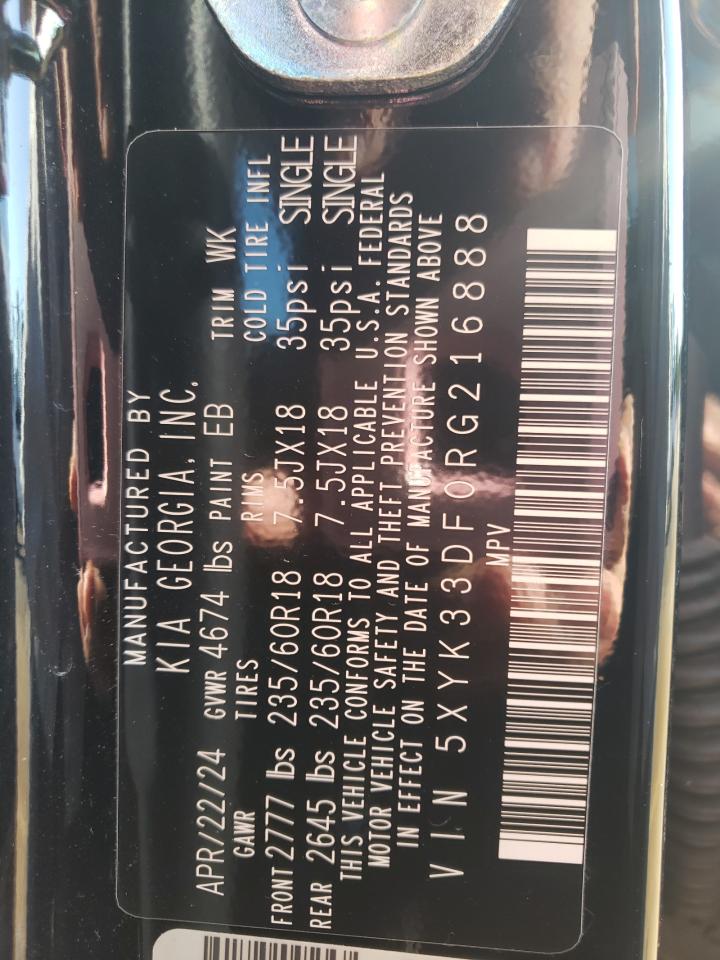 MANUFACTURED BY
KIA GEORGIA, INC.
APR/22/24 GVWR 4674 lbs PAINT EB TRIM WK
GAWR TIRES RIMS COLD TIRE INFL
FRONT 2777 lbs 235/60R18 7.5JX18 35psi SINGLE
REAR 2645 lbs 235/60R18 7.5JX18 35psi SINGLE
THIS VEHICLE CONFORMS TO ALL APPLICABLE U.S.A. FEDERAL
MOTOR VEHICLE SAFETY AND THEFT PREVENTION STANDARDS
IN EFFECT ON THE DATE OF MANUFACTURE SHOWN ABOVE
VIN 5XYK33DF0RG216888
MPV